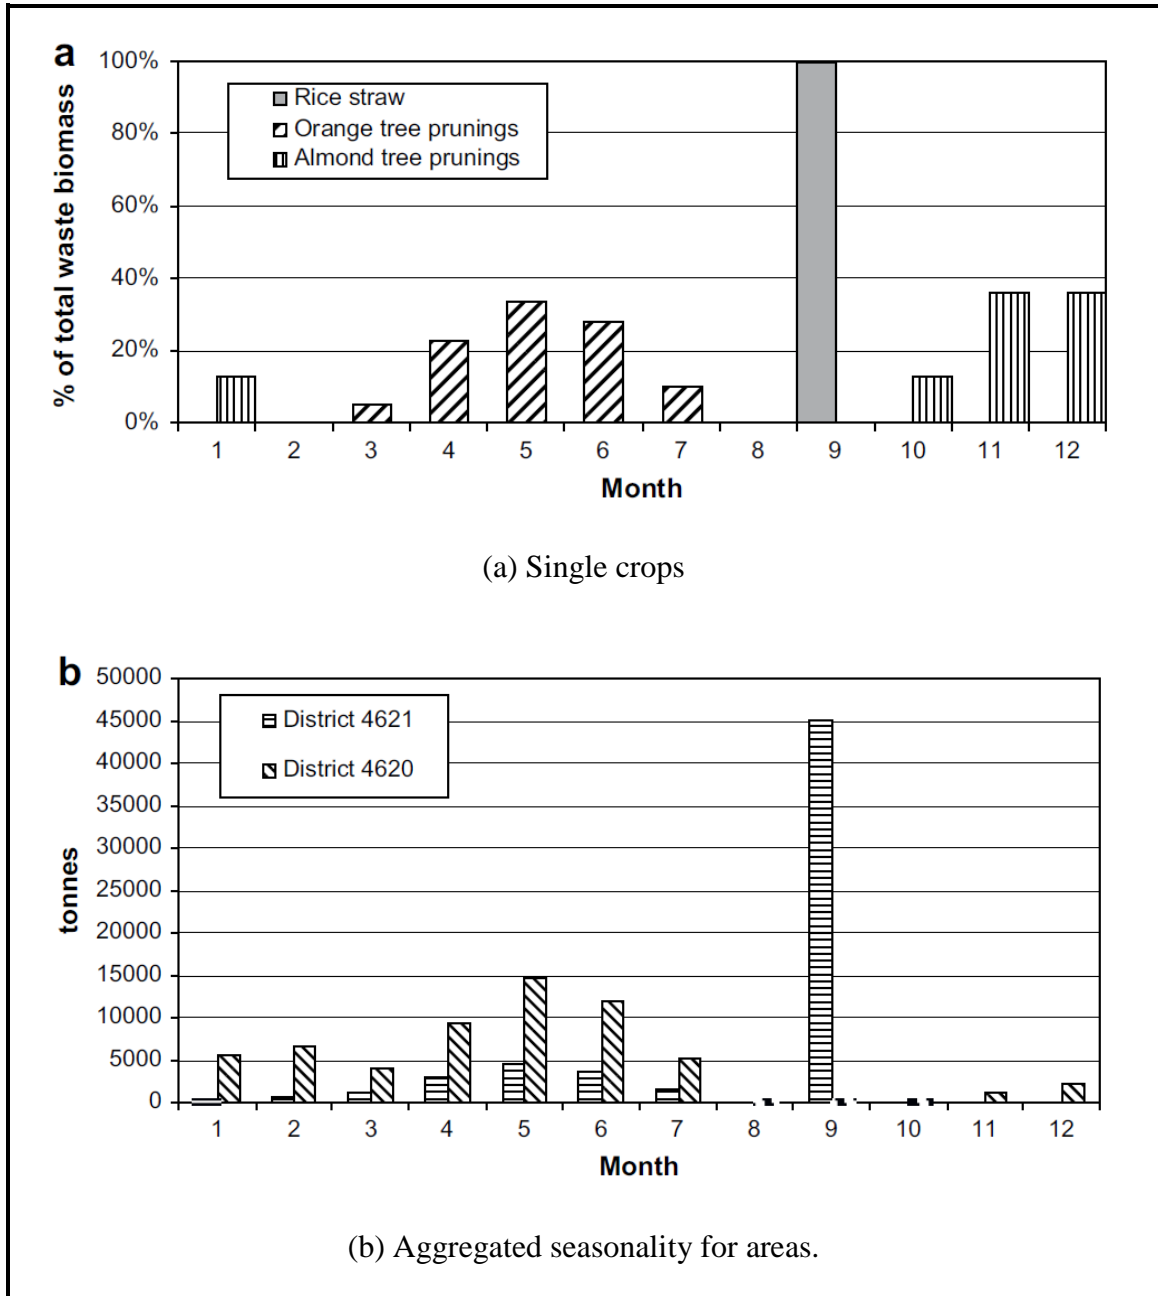 a
100%
80%
60%
40%
20%
0%
% of total waste biomass
Rice straw
Orange tree prunings
Almond tree prunings
1 2 3 4 5 6 7 8 9 10 11 12
Month
(a) Single crops
b
50000
45000
40000
35000
30000
25000
20000
15000
10000
5000
0
tonnes
District 4621
District 4620
1 2 3 4 5 6 7 8 9 10 11 12
Month
(b) Aggregated seasonality for areas.